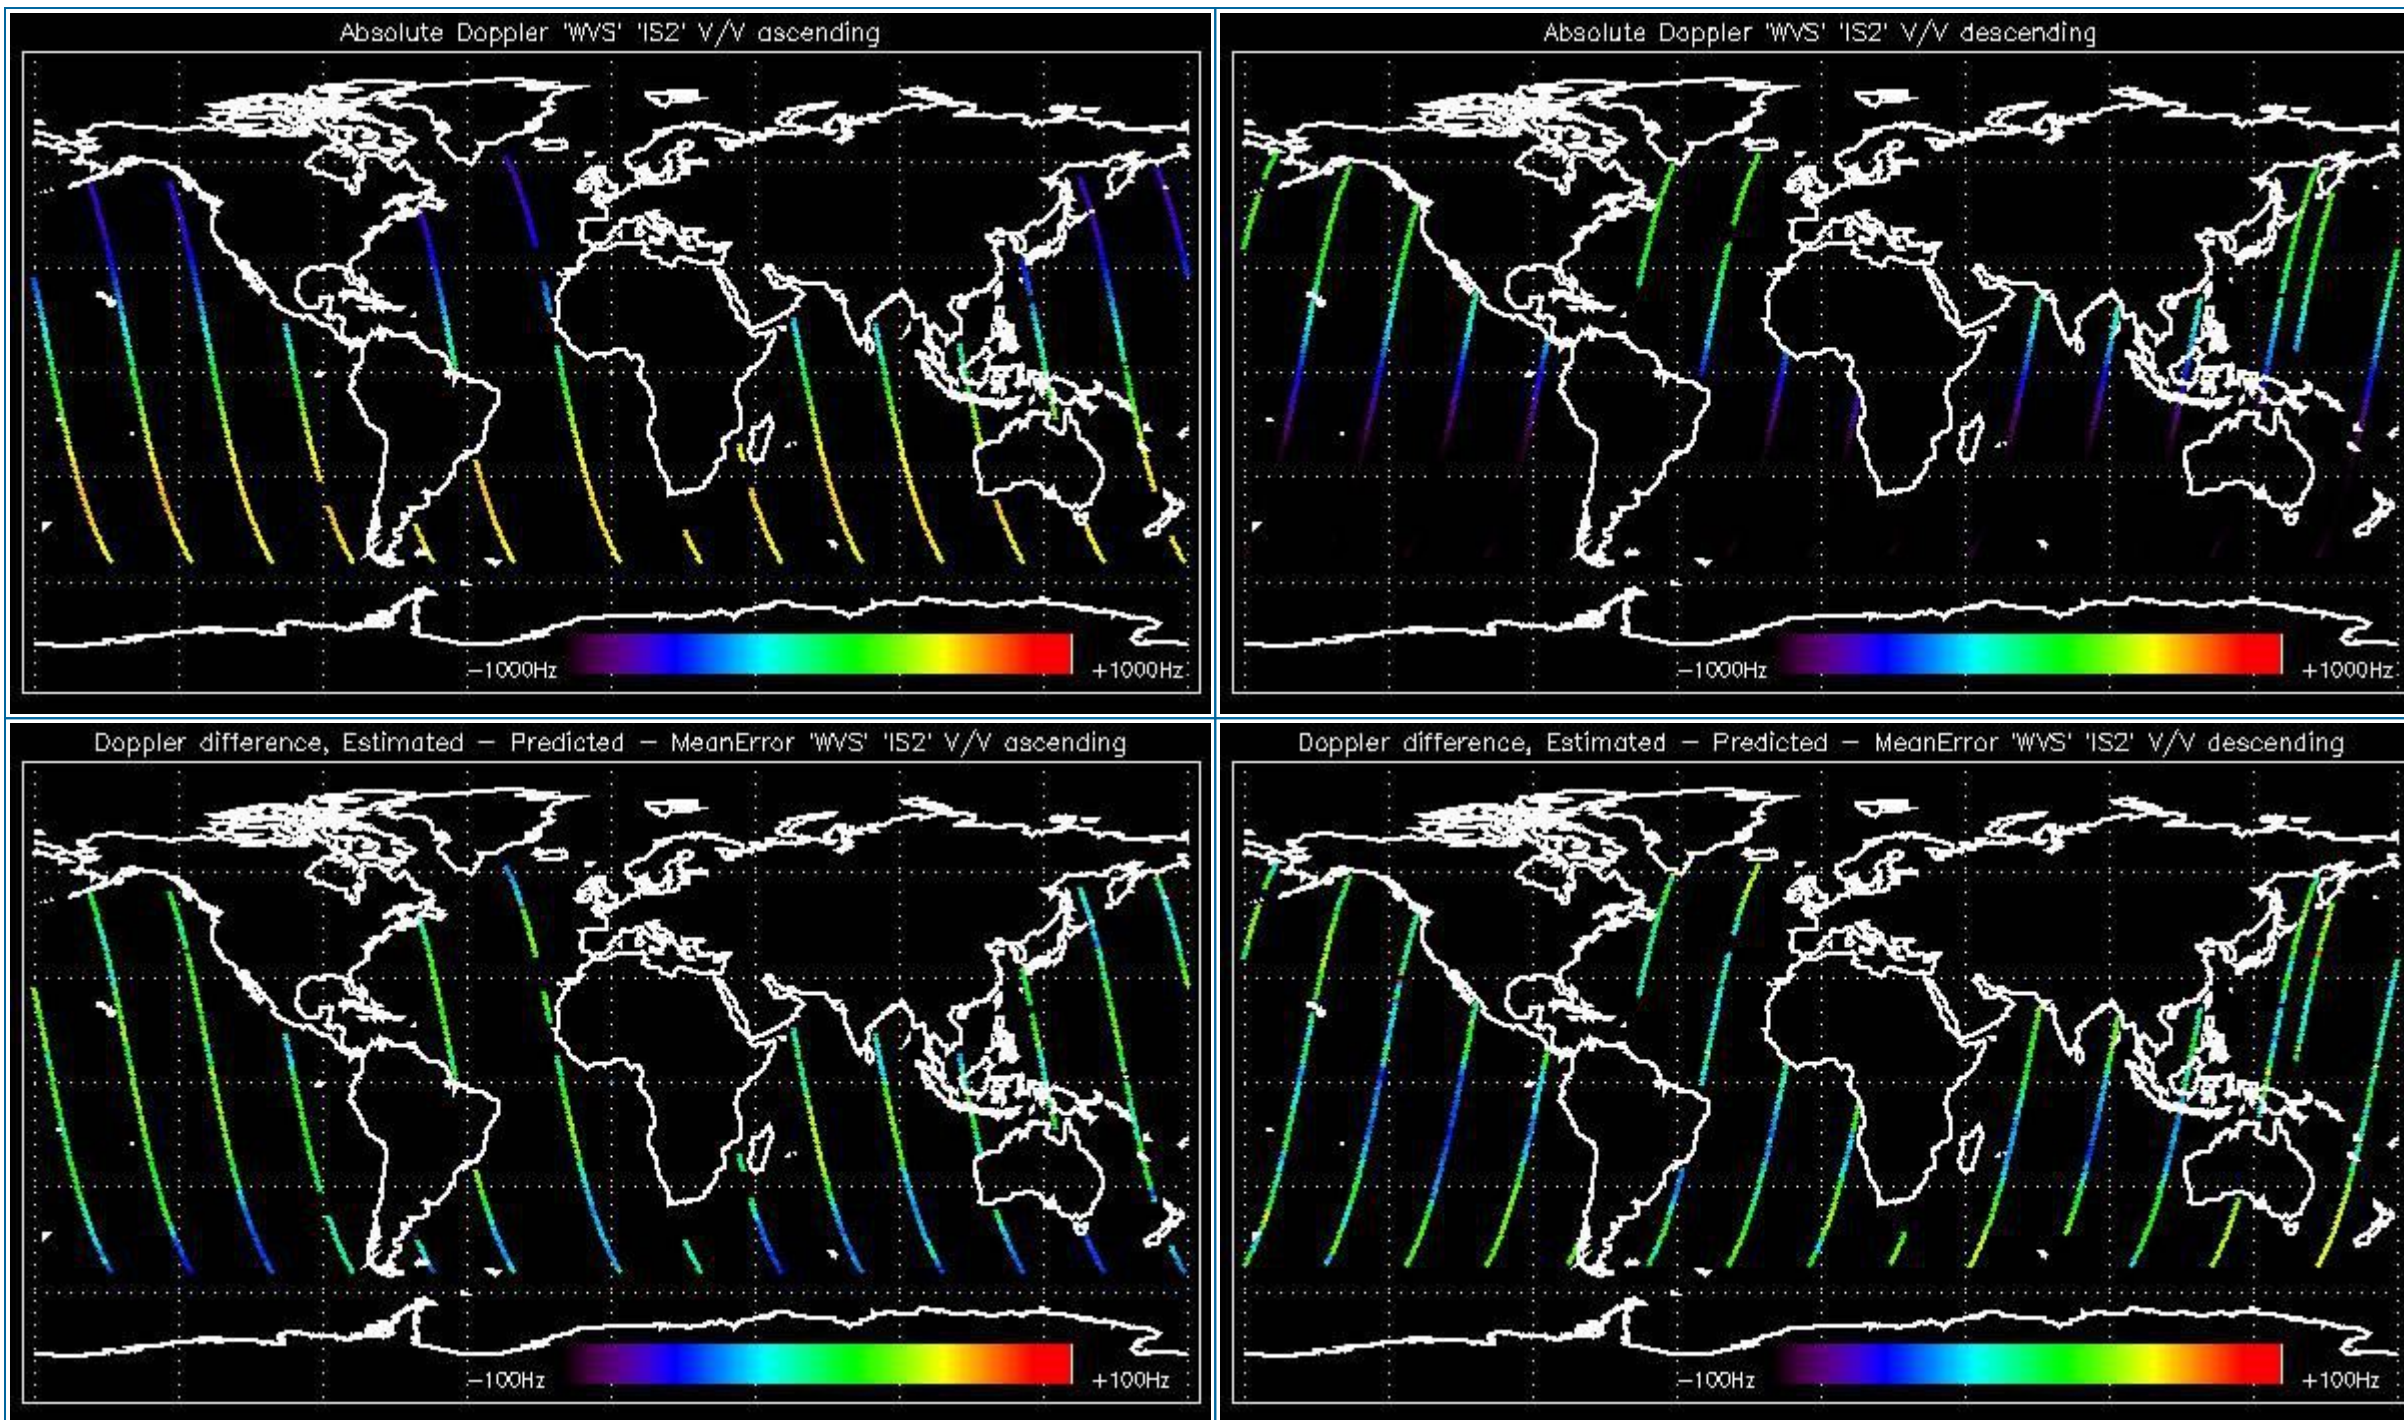 Absolute Doppler 'WVS' 'IS2' V/V ascending
-1000Hz +1000Hz
Absolute Doppler 'WVS' 'IS2' V/V descending
-1000Hz +1000Hz
Doppler difference, Estimated - Predicted - MeanError 'WVS' 'IS2' V/V ascending
-100Hz +100Hz
Doppler difference, Estimated - Predicted - MeanError 'WVS' 'IS2' V/V descending
-100Hz +100Hz